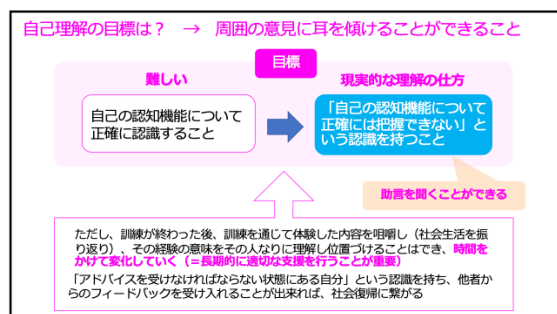 自己理解の目標は？ → 周囲の意見に耳を傾けることができること
目標
難しい
自己の認知機能について
正確に認識すること
現実的な理解の仕方
「自己の認知機能について
正確には把握できない」と
いう認識を持つこと
助言を聞くことができる
ただし、訓練が終わった後、訓練を通じて体験した内容を咀嚼し（社会生活を振
り返り）、その経験の意味をその人なりに理解し位置づけることはでき、時間を
かけて変化していく（＝長期的に適切な支援を行うことが重要）
「アドバイスを受けなければならない状態にある自分」という認識を持ち、他者か
らのフィードバックを受け入れることが出来れば、社会復帰に繋がる